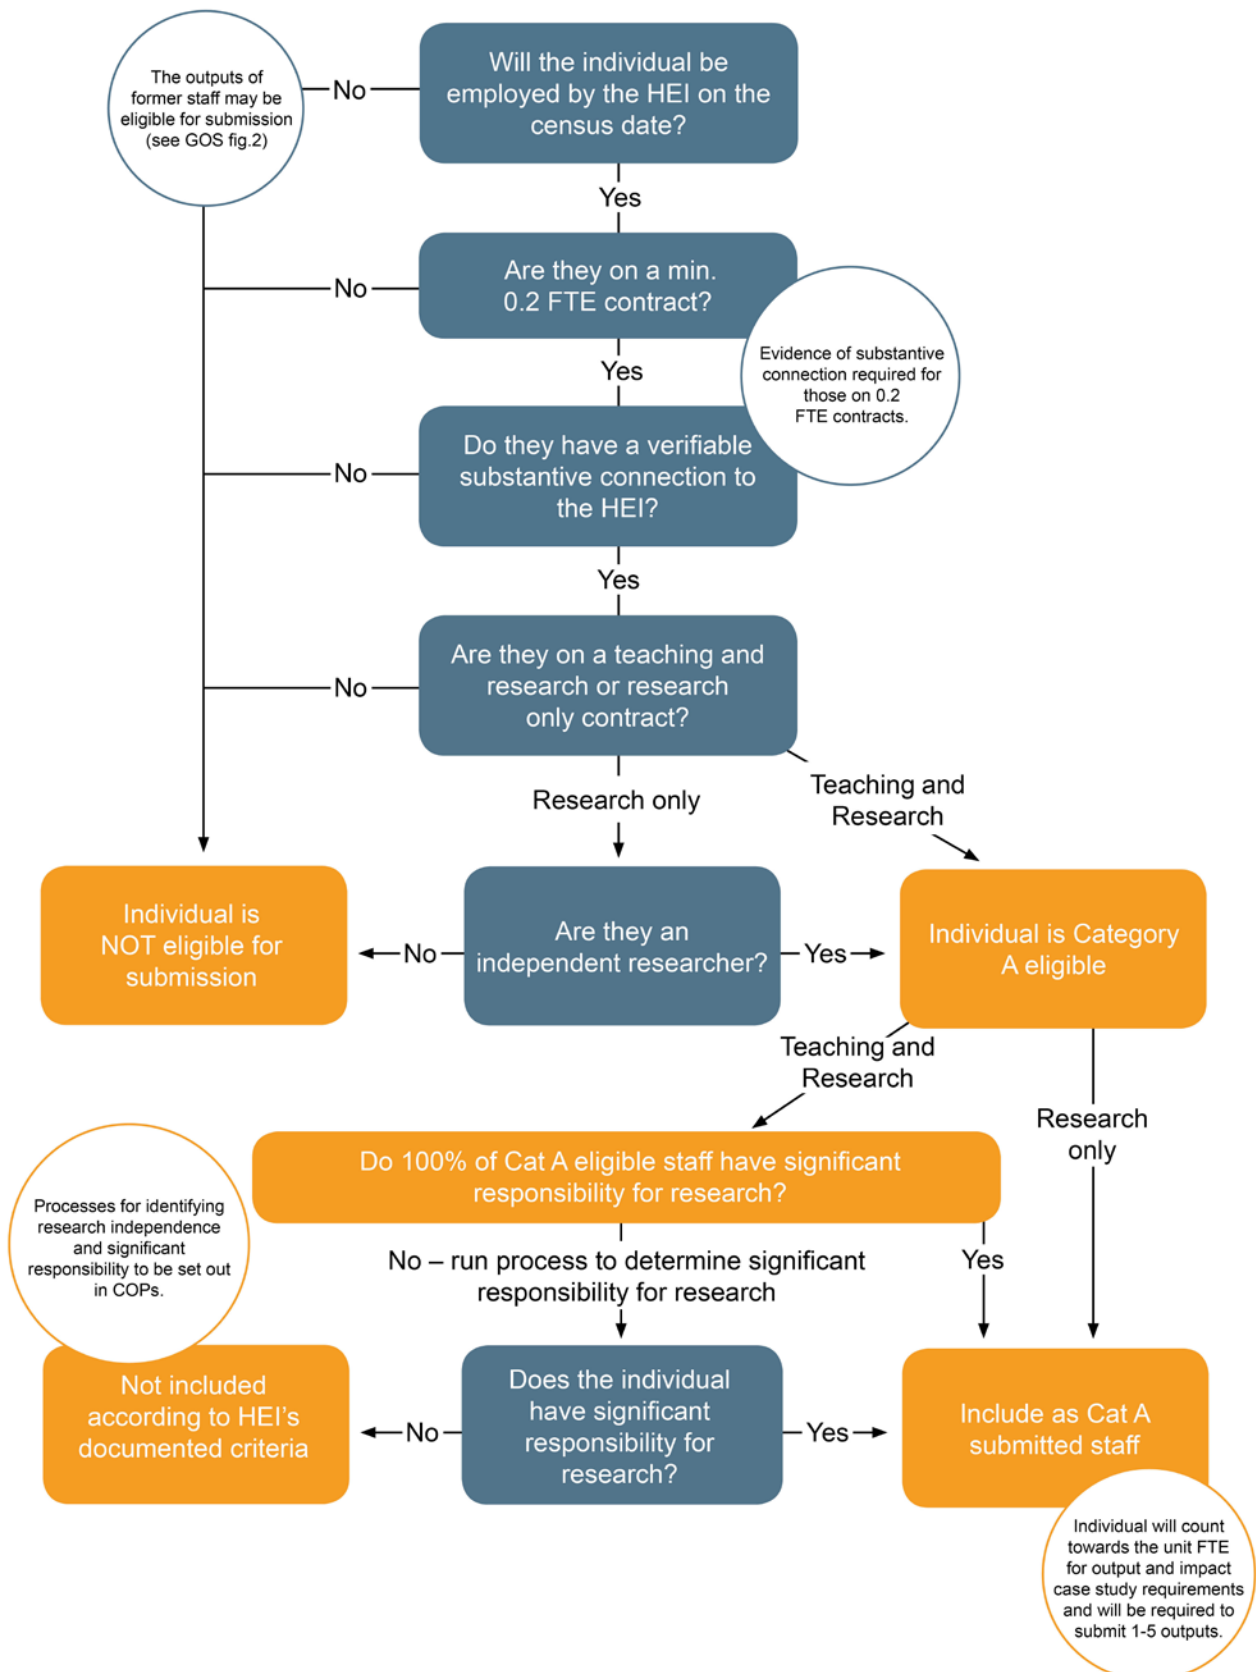 The outputs of
former staff may be
eligible for submission
(see GOS fig.2)
No
Will the individual be
employed by the HEI on the
census date?
Yes
No
Are they on a min.
0.2 FTE contract?
Evidence of substantive
connection required for
those on 0.2
FTE contracts.
Yes
No
Do they have a verifiable
substantive connection to
the HEI?
Yes
No
Are they on a teaching and
research or research
only contract?
Research only
Teaching and
Research
Individual is
NOT eligible for
submission
No
Are they an
independent researcher?
Yes
Individual is Category
A eligible
Teaching and
Research
Research
only
Do 100% of Cat A eligible staff have significant
responsibility for research?
Processes for identifying
research independence
and significant
responsibility to be set out
in COPs.
No – run process to determine significant
responsibility for research
Yes
Not included
according to HEI's
documented criteria
No
Does the individual
have significant
responsibility for
research?
Yes
Include as Cat A
submitted staff
Individual will count
towards the unit FTE
for output and impact
case study requirements
and will be required to
submit 1-5 outputs.